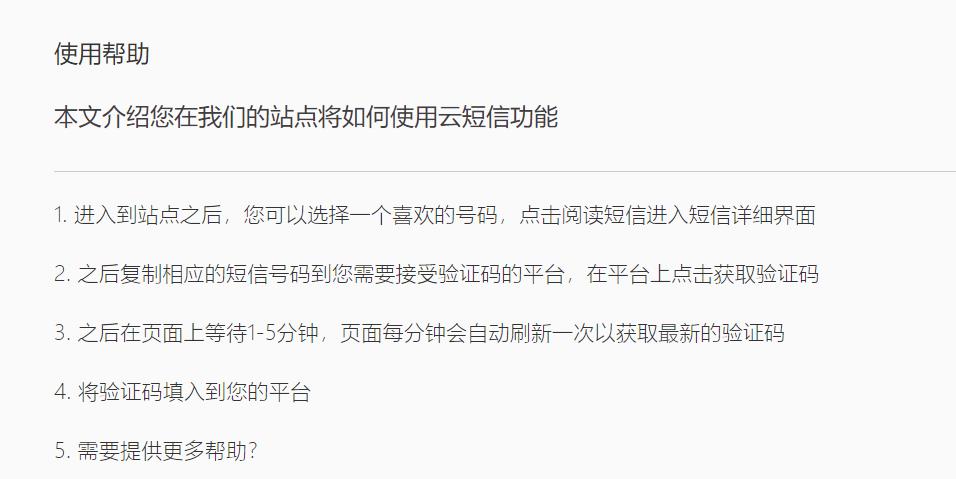 使用帮助
本文介绍您在我们的站点将如何使用云短信功能
1. 进入到站点之后，您可以选择一个喜欢的号码，点击阅读短信进入短信详细界面
2. 之后复制相应的短信号码到您需要接受验证码的平台，在平台上点击获取验证码
3. 之后在页面上等待1-5分钟，页面每分钟会自动刷新一次以获取最新的验证码
4. 将验证码填入到您的平台
5. 需要提供更多帮助?